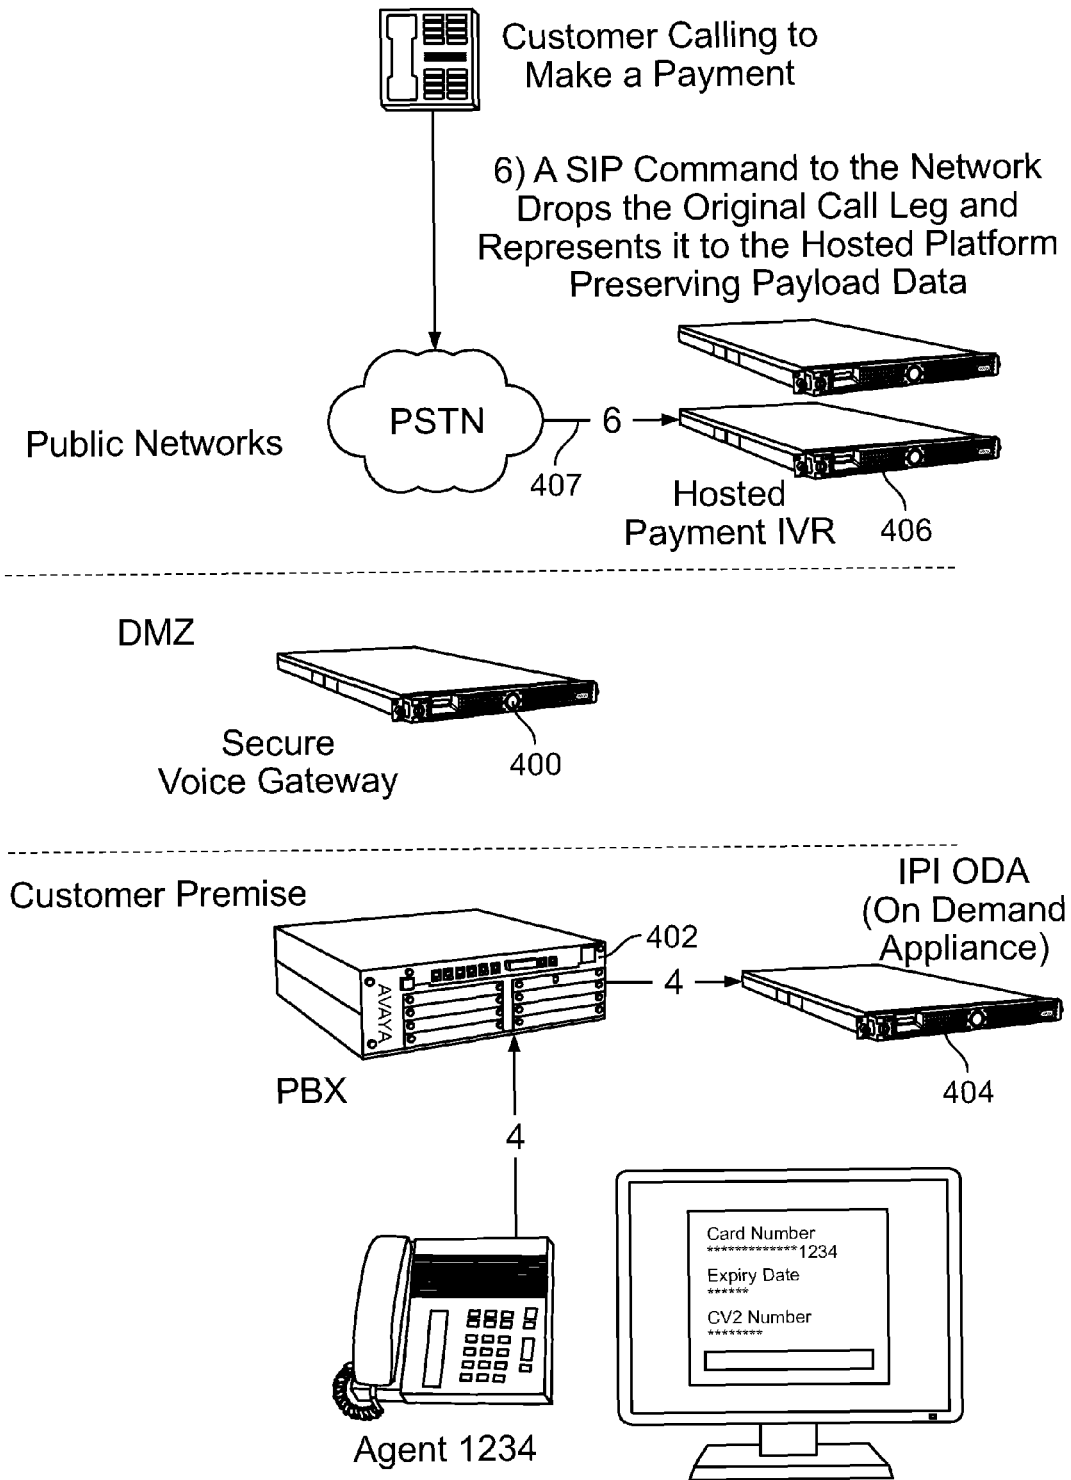 Customer Calling to
Make a Payment
6) A SIP Command to the Network
Drops the Original Call Leg and
Represents it to the Hosted Platform
Preserving Payload Data
PSTN
6
Public Networks
407
Hosted
Payment IVR
406
DMZ
Secure
Voice Gateway
400
Customer Premise
IPI ODA
(On Demand
Appliance)
402
AVAYA
4
404
PBX
4
Card Number
*************1234
Expiry Date
******
CV2 Number
********
Agent 1234